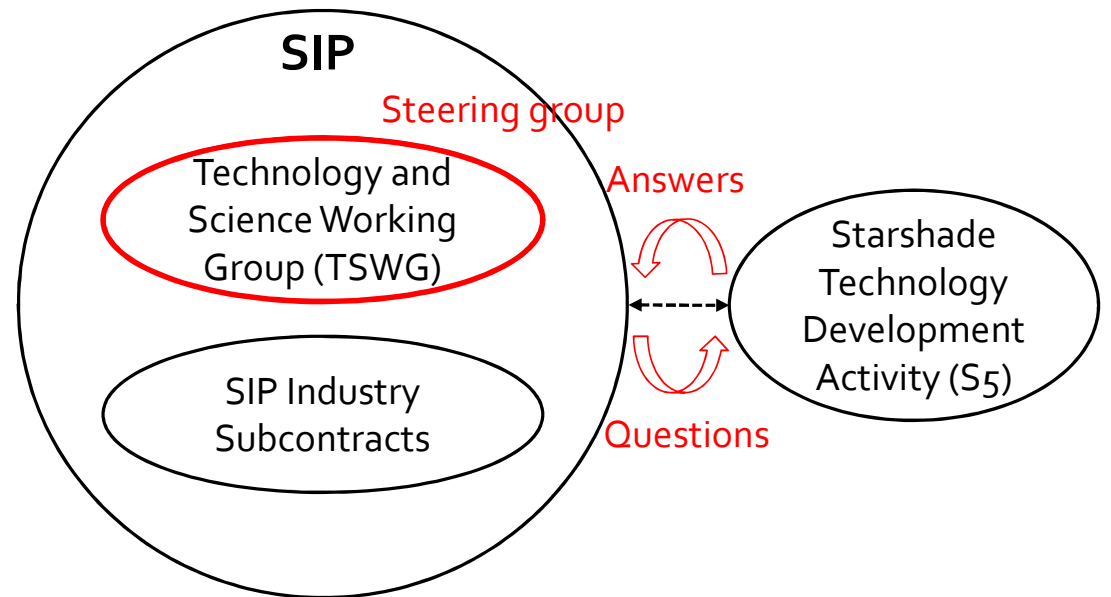 SIP
Steering group
Technology and
Science Working
Group (TSWG)
SIP Industry
Subcontracts
Answers
Questions
Starshade
Technology
Development
Activity (S5)